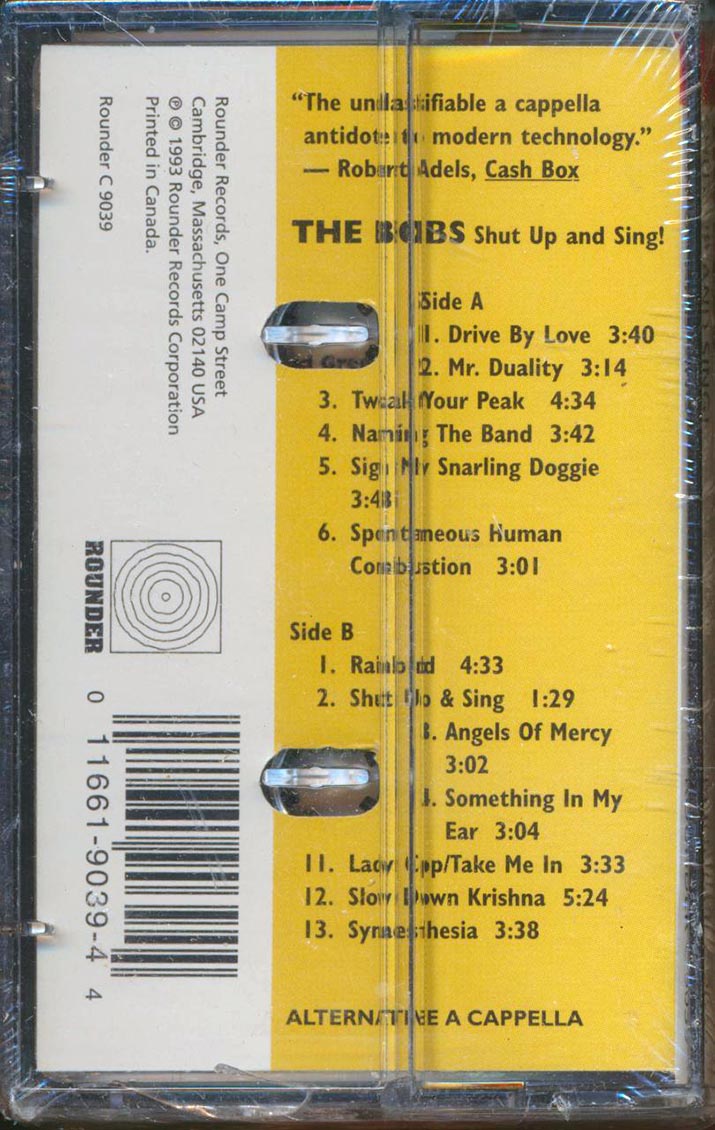 "The unclassifiable a cappella
antidote to modern technology."
— Robert Adels, Cash Box
THE BOBS Shut Up and Sing!
Side A
1. Drive By Love 3:40
2. Mr. Duality 3:14
3. Tweak Your Peak 4:34
4. Naming The Band 3:42
5. Sign My Snarling Doggie
3:48
6. Spontaneous Human
Combustion 3:01
Side B
1. 4:33
2. Shut Up & Sing 1:29
3. Angels Of Mercy
3:02
4. Something In My
Ear 3:04
11. Lady Cop/Take Me In 3:33
12. Slow Down Krishna 5:24
13. Synaesthesia 3:38
ALTERNATIVE A CAPPELLA
Rounder Records, One Camp Street
Cambridge, Massachusetts 02140 USA
℗ © 1993 Rounder Records Corporation
Printed in Canada.
Rounder C 9039
ROUNDER
0 11661-9039-4 4